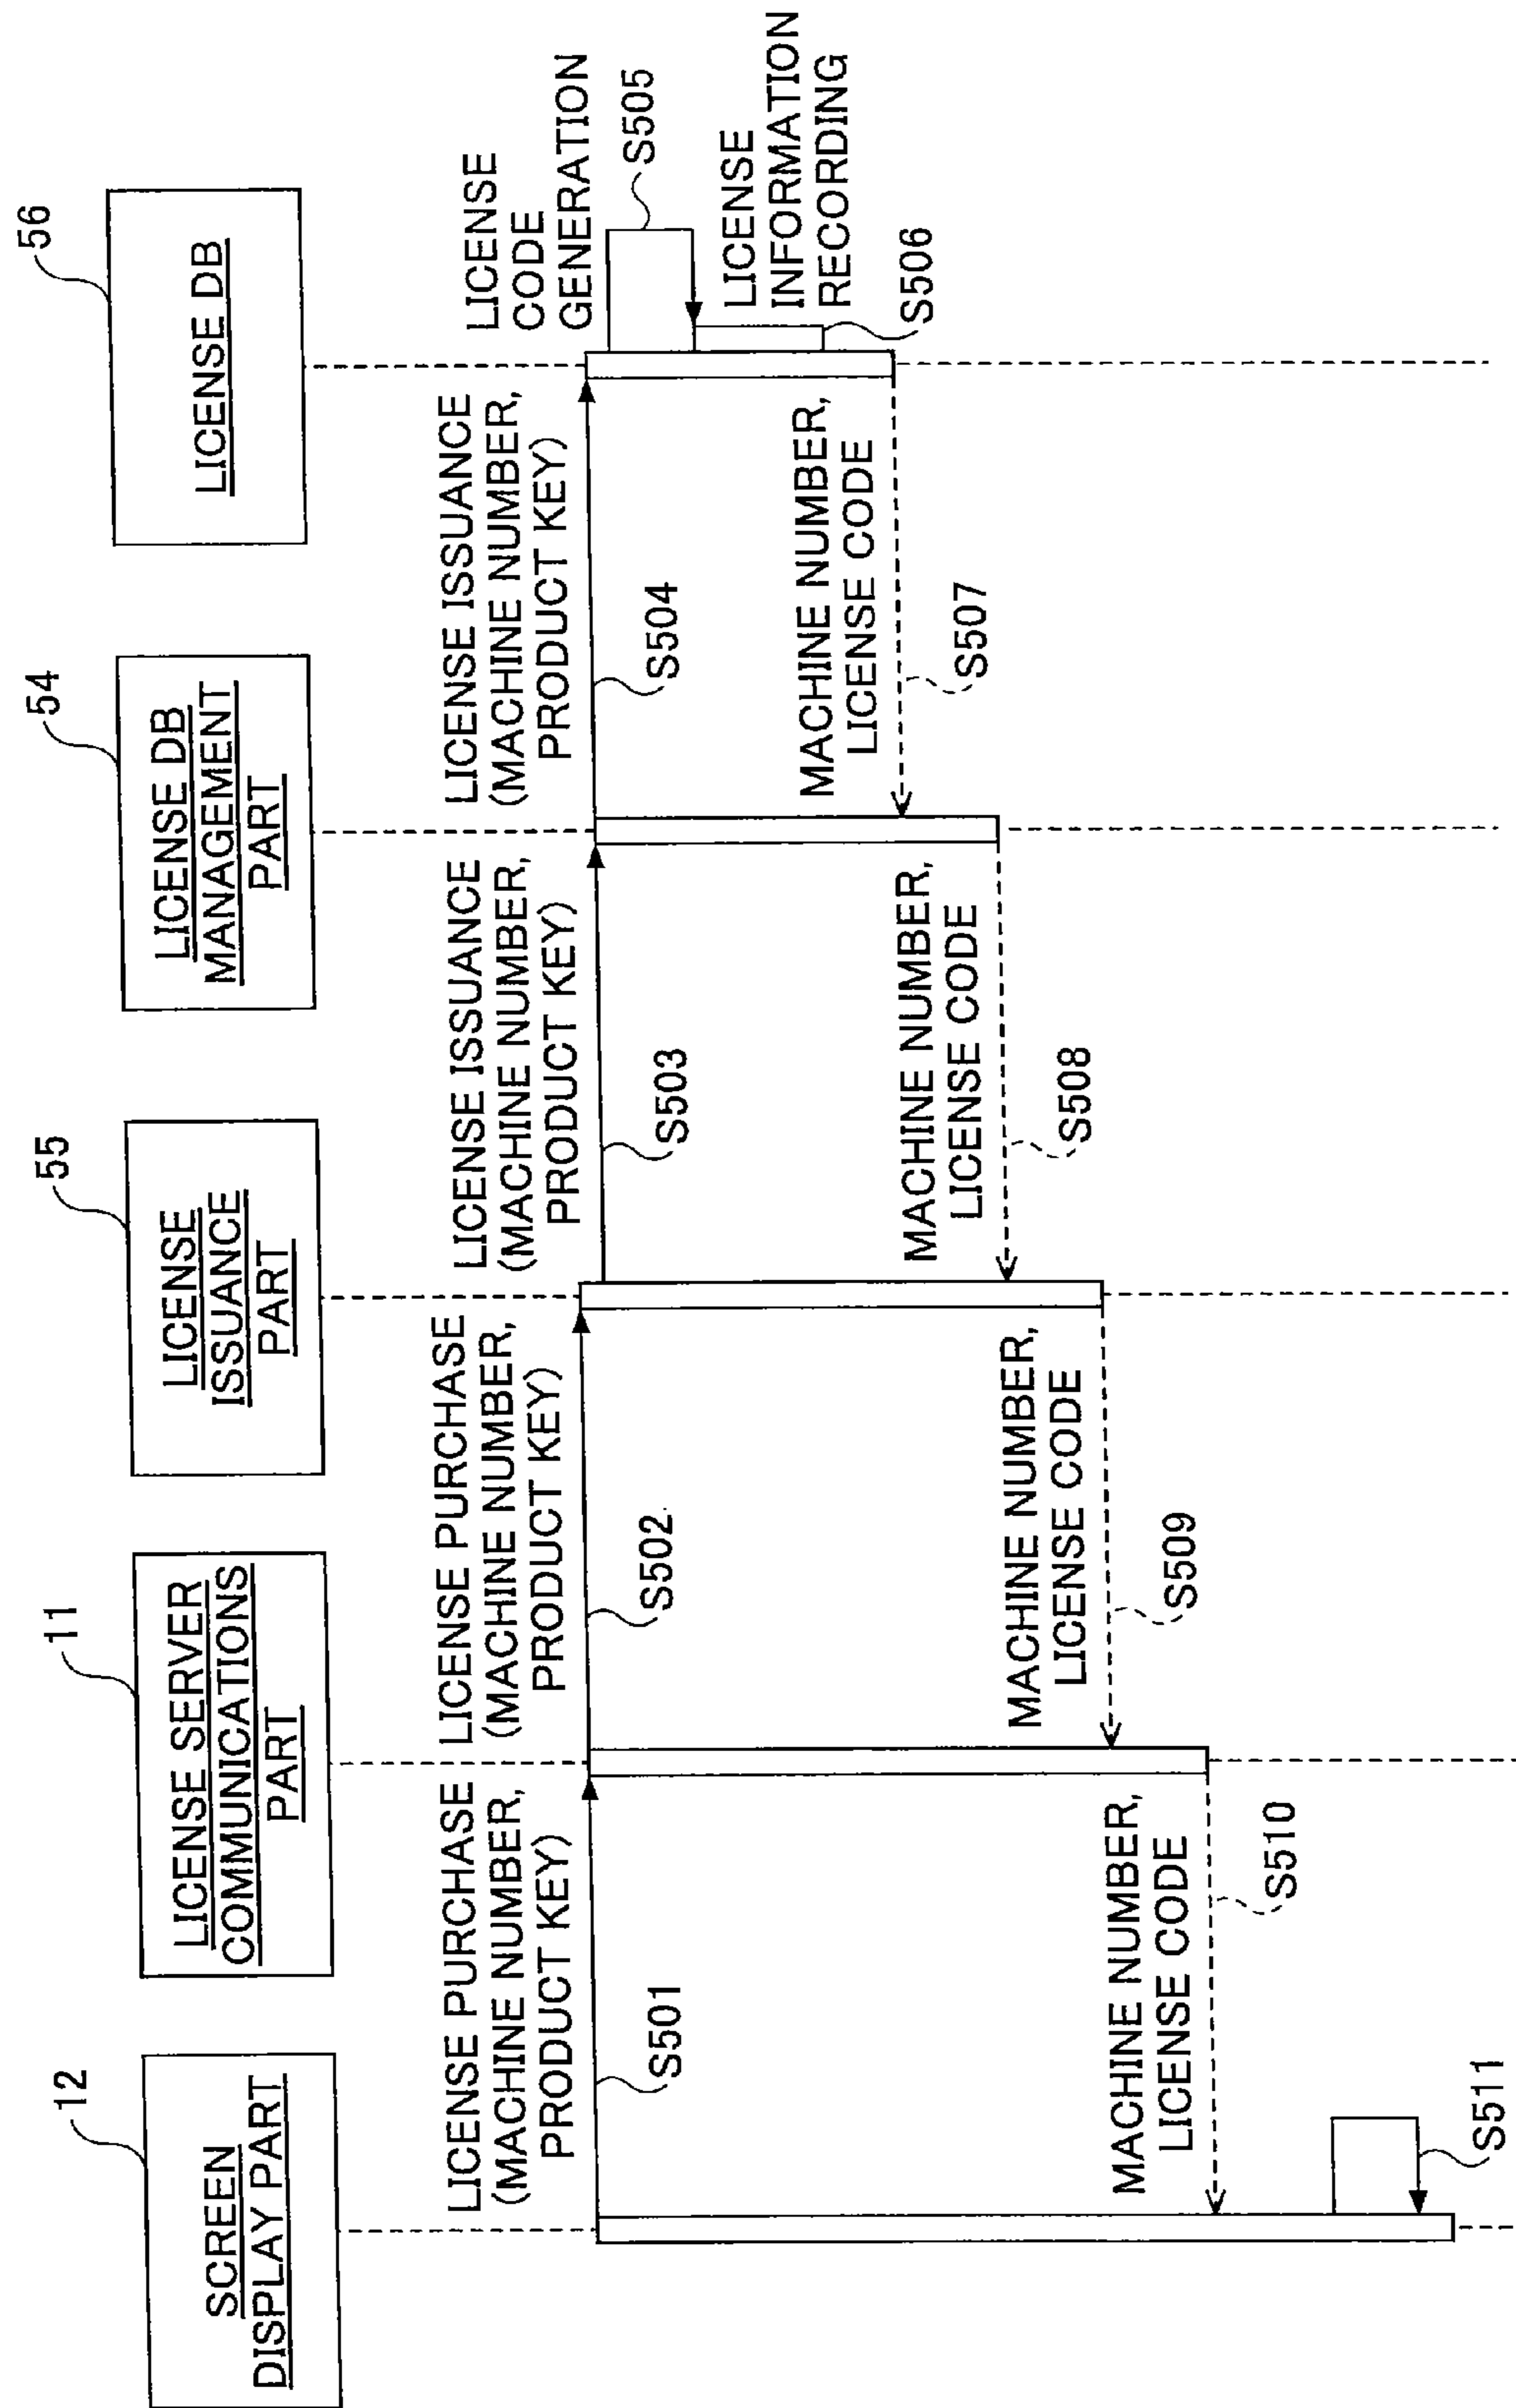 12
SCREEN
DISPLAY PART
11
LICENSE SERVER
COMMUNICATIONS
PART
55
LICENSE
ISSUANCE
PART
54
LICENSE DB
MANAGEMENT
PART
56
LICENSE DB
LICENSE PURCHASE
(MACHINE NUMBER,
PRODUCT KEY)
S501
LICENSE PURCHASE
(MACHINE NUMBER,
PRODUCT KEY)
S502
LICENSE ISSUANCE
(MACHINE NUMBER,
PRODUCT KEY)
S503
LICENSE ISSUANCE
(MACHINE NUMBER,
PRODUCT KEY)
S504
LICENSE
CODE
GENERATION
S505
LICENSE
INFORMATION
RECORDING
S506
MACHINE NUMBER,
LICENSE CODE
S507
MACHINE NUMBER,
LICENSE CODE
S508
MACHINE NUMBER,
LICENSE CODE
S509
MACHINE NUMBER,
LICENSE CODE
S510
S511